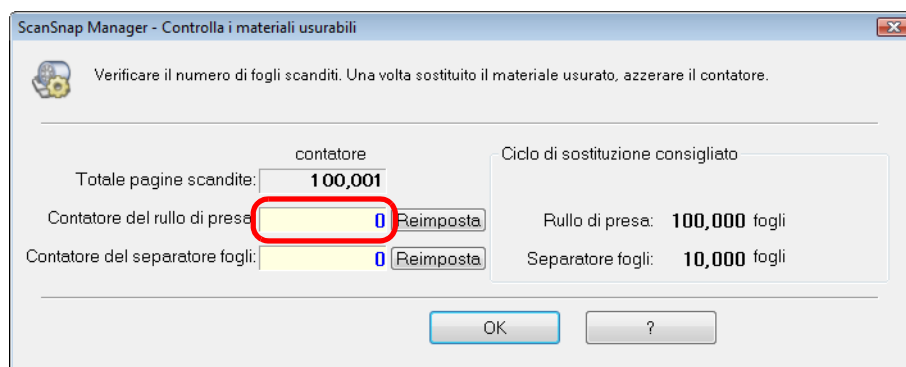 ScanSnap Manager - Controlla i materiali usurabili
Verificare il numero di fogli scanditi. Una volta sostituito il materiale usurato, azzerare il contatore.
contatore
Totale pagine scandite: 100,001
Contatore del rullo di presa 0 Reimposta
Contatore del separatore fogli: 0 Reimposta
Ciclo di sostituzione consigliato
Rullo di presa: 100,000 fogli
Separatore fogli: 10,000 fogli
OK ?